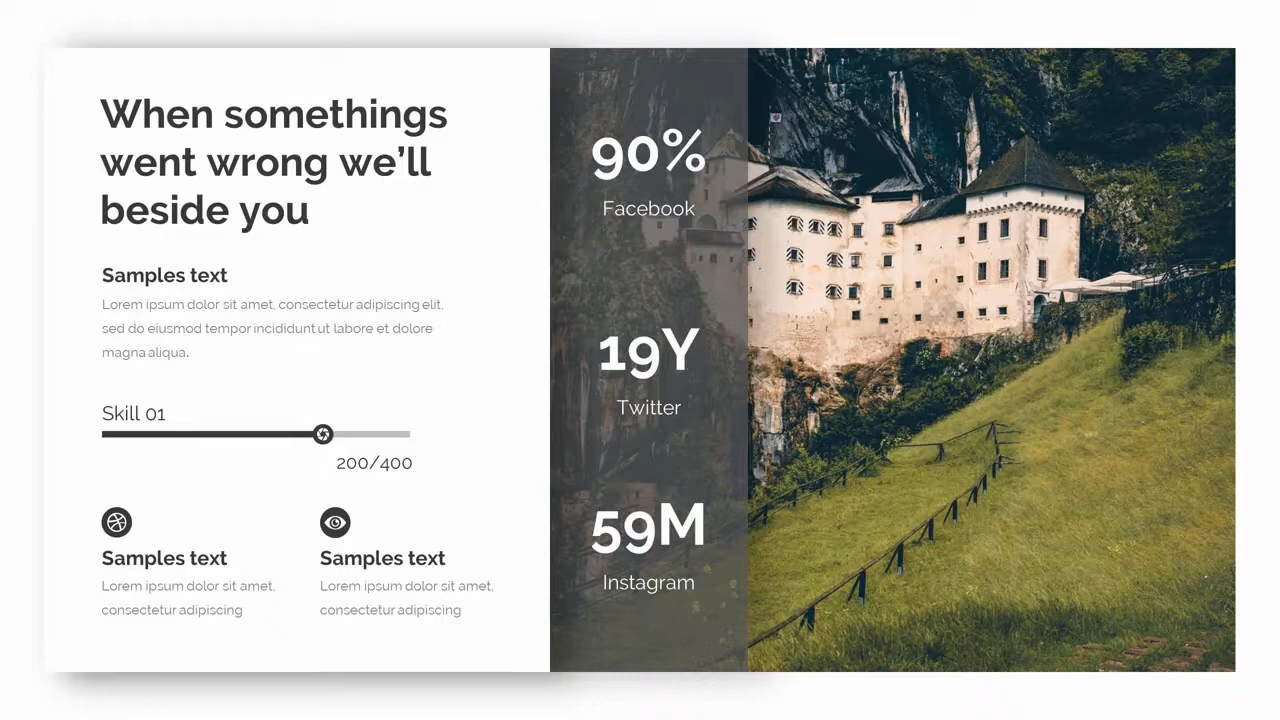 When somethings
went wrong we’ll
beside you
Samples text
Lorem ipsum dolor sit amet, consectetur adipiscing elit,
sed do eiusmod tempor incididunt ut labore et dolore
magna aliqua.
Skill 01
200/400
Samples text
Lorem ipsum dolor sit amet,
consectetur adipiscing
Samples text
Lorem ipsum dolor sit amet,
consectetur adipiscing
90%
Facebook
19Y
Twitter
59M
Instagram